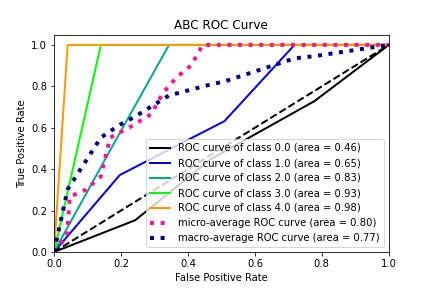 ABC ROC Curve
1.0
0.8
0.6
0.4
0.2
0.0
True Positive Rate
ROC curve of class 0.0 (area = 0.46)
ROC curve of class 1.0 (area = 0.65)
ROC curve of class 2.0 (area = 0.83)
ROC curve of class 3.0 (area = 0.93)
ROC curve of class 4.0 (area = 0.98)
micro-average ROC curve (area = 0.80)
macro-average ROC curve (area = 0.77)
0.0 0.2 0.4 0.6 0.8 1.0
False Positive Rate